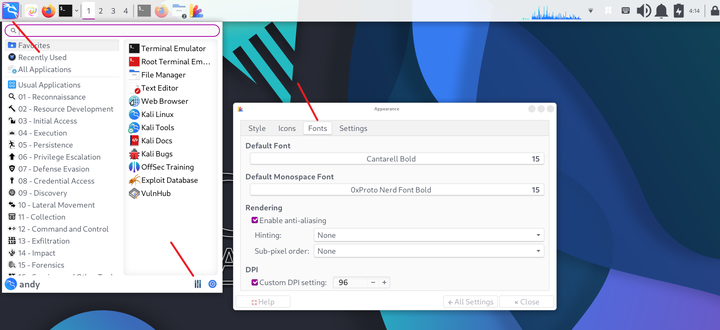 1 2 3 4
4:14
Favorites
Recently Used
All Applications
Usual Applications
01 - Reconnaissance
02 - Resource Development
03 - Initial Access
04 - Execution
05 - Persistence
06 - Privilege Escalation
07 - Defense Evasion
08 - Credential Access
09 - Discovery
10 - Lateral Movement
11 - Collection
12 - Command and Control
13 - Exfiltration
14 - Impact
15 - Forensics
andy
Terminal Emulator
Root Terminal Em...
File Manager
Text Editor
Web Browser
Kali Linux
Kali Tools
Kali Docs
Kali Bugs
OffSec Training
Exploit Database
VulnHub
Appearance
Style Icons Fonts Settings
Default Font
Cantarell Bold 15
Default Monospace Font
0xProto Nerd Font Bold 15
Rendering
Enable anti-aliasing
Hinting: None
Sub-pixel order: None
DPI
Custom DPI setting: 96 − +
Help All Settings Close